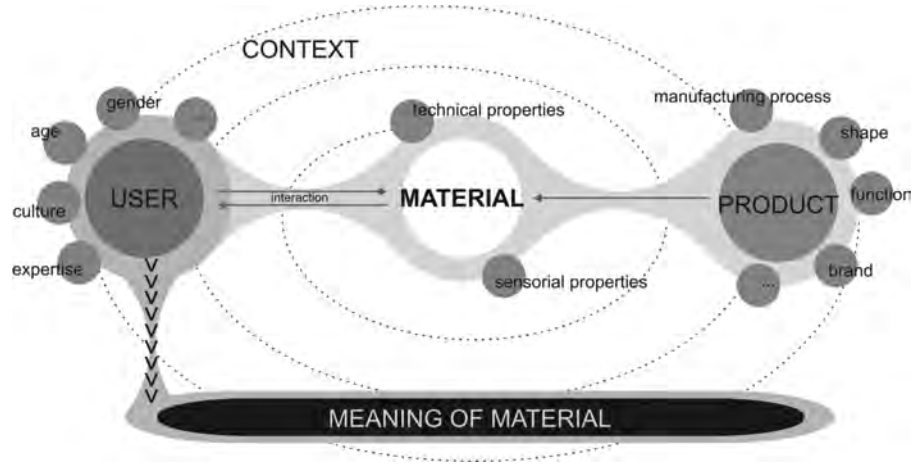 CONTEXT
gender
...
age
culture
expertise
USER
interaction
technical properties
MATERIAL
sensorial properties
manufacturing process
shape
function
brand
...
PRODUCT
MEANING OF MATERIAL